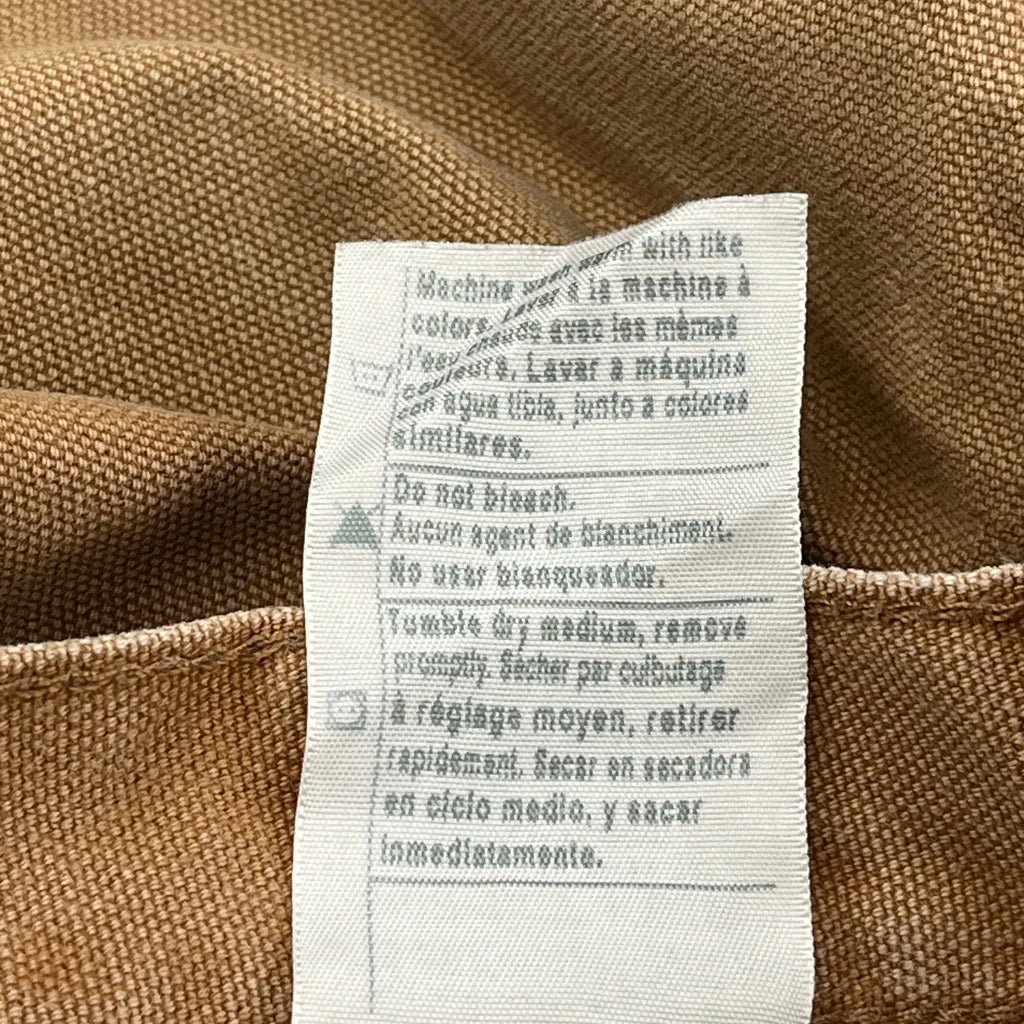 Machine wash warm with like
colors. Laver à la machine à
l'eau chaude avec les mêmes
couleurs. Lavar a máquina
con agua tibia, junto a colores
similares.
Do not bleach.
Aucun agent de blanchiment.
No usar blanqueador.
Tumble dry medium, remove
promptly. Sécher par culbutage
à réglage moyen, retirer
rapidement. Secar en secadora
en ciclo medio, y sacar
inmediatamente.